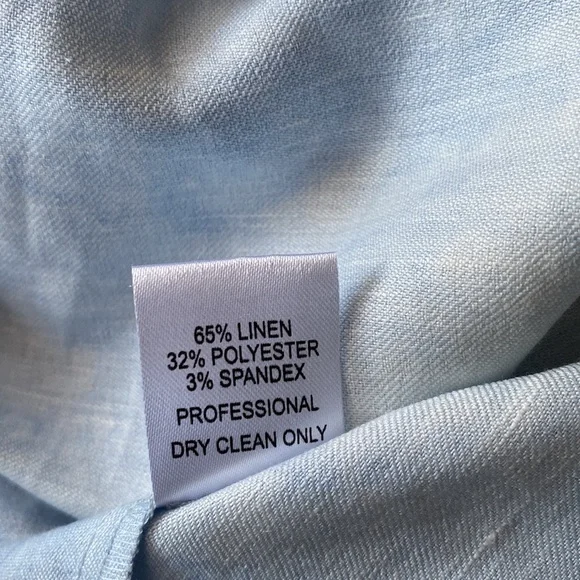 65% LINEN
32% POLYESTER
3% SPANDEX
PROFESSIONAL
DRY CLEAN ONLY